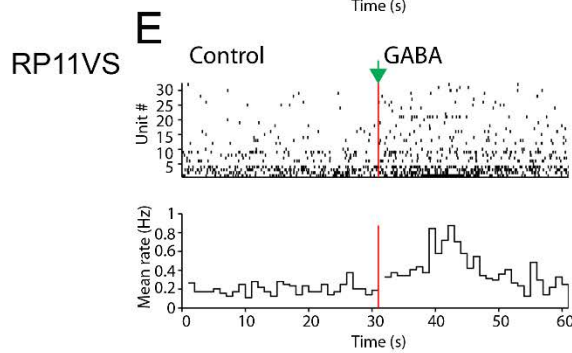 Time (s)
E
RP11VS
Control GABA
Unit #
30
25
20
15
10
5
Mean rate (Hz)
1
0.8
0.6
0.4
0.2
0
0 10 20 30 40 50 60
Time (s)